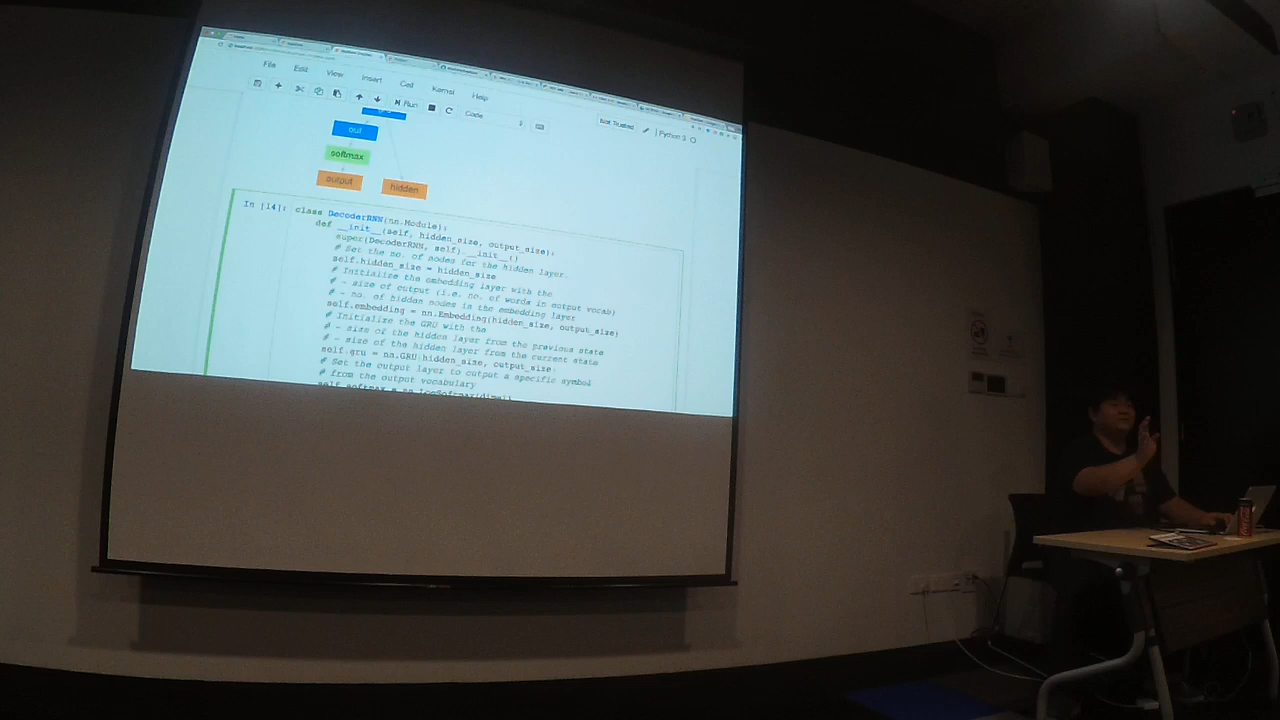 File Edit View Insert Cell Kernel Help
Run Code Not Trusted Python 3
out
softmax
output hidden
In [14]: class DecoderRNN(nn.Module):
def __init__(self, hidden_size, output_size):
super(DecoderRNN, self).__init__()
# Set the no. of nodes for the hidden layer.
self.hidden_size = hidden_size
# Initialize the embedding layer with the
# - size of output (i.e. no. of words in output vocab)
# - no. of hidden nodes in the embedding layer
self.embedding = nn.Embedding(hidden_size, output_size)
# Initialize the GRU with the
# - size of the hidden layer from the previous state
# - size of the hidden layer from the current state
self.gru = nn.GRU(hidden_size, output_size)
# Set the output layer to output a specific symbol
# from the output vocabulary
self.softmax = nn.LogSoftmax(dim=1)